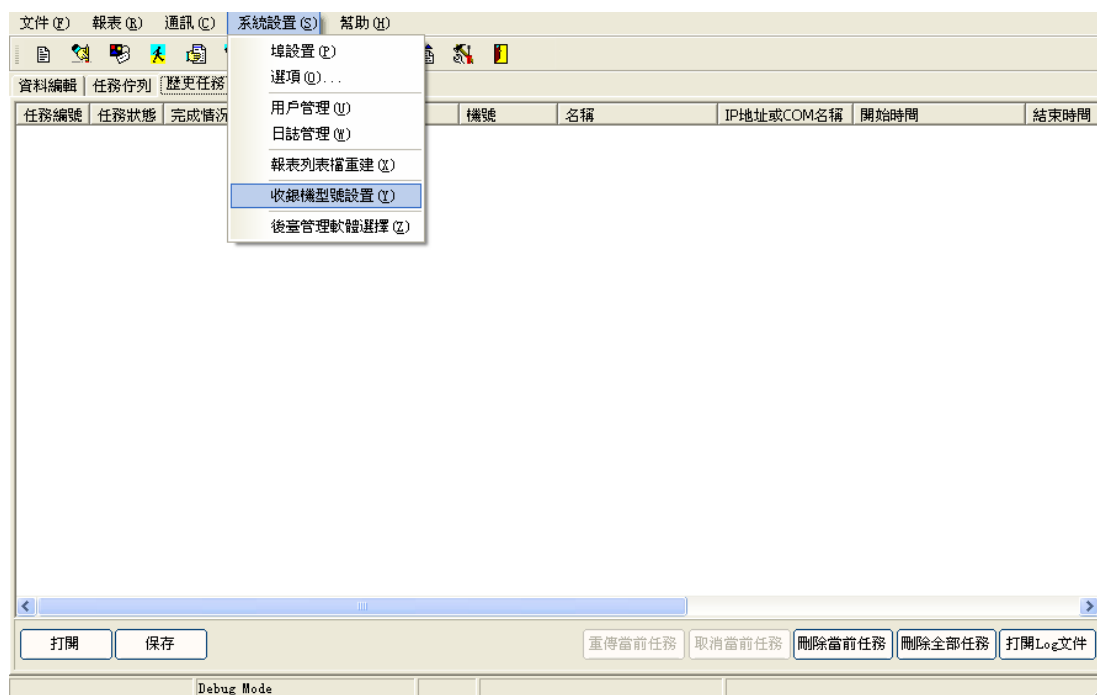 文件(F) 報表(R) 通訊(C) 系統設置(S) 幫助(H)
埠設置(P)
選項(O)...
用戶管理(U)
日誌管理(W)
報表列表檔重建(X)
收銀機型號設置(Y)
後臺管理軟體選擇(Z)
資料編輯 任務佇列 歷史任務
任務編號 任務狀態 完成情況 機號 名稱 IP地址或COM名稱 開始時間 結束時間
打開 保存 重傳當前任務 取消當前任務 刪除當前任務 刪除全部任務 打開Log文件
Debug Mode